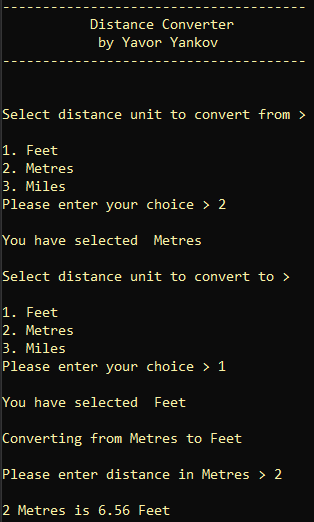 ------------------------------------
Distance Converter
by Yavor Yankov
------------------------------------
Select distance unit to convert from >
1. Feet
2. Metres
3. Miles
Please enter your choice > 2
You have selected  Metres
Select distance unit to convert to >
1. Feet
2. Metres
3. Miles
Please enter your choice > 1
You have selected  Feet
Converting from Metres to Feet
Please enter distance in Metres > 2
2 Metres is 6.56 Feet